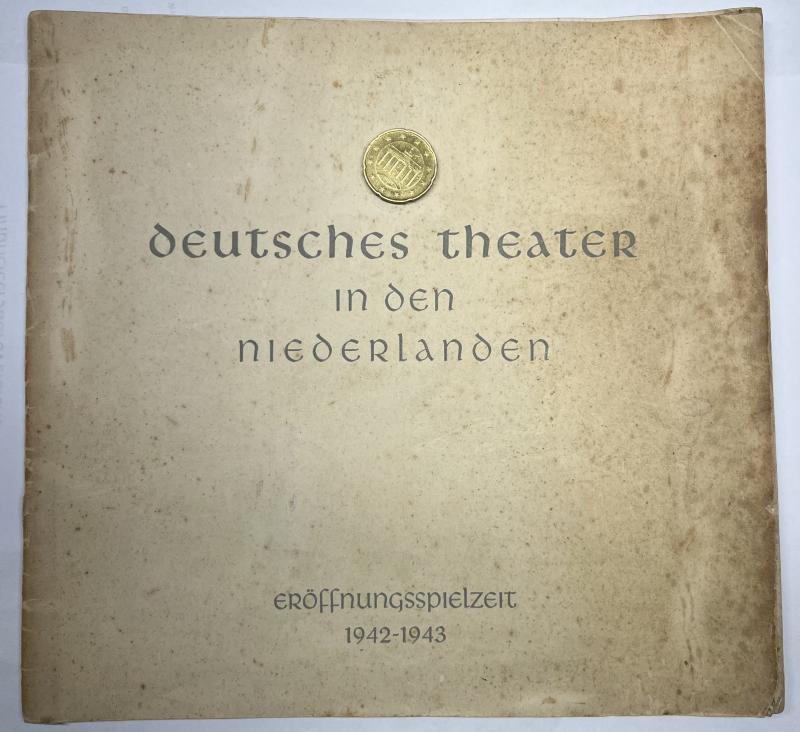 deutsches theater
in den
niederlanden
eröffnungsspielzeit
1942-1943